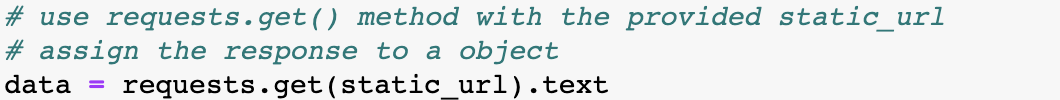 # use requests.get() method with the provided static_url
# assign the response to a object
data = requests.get(static_url).text